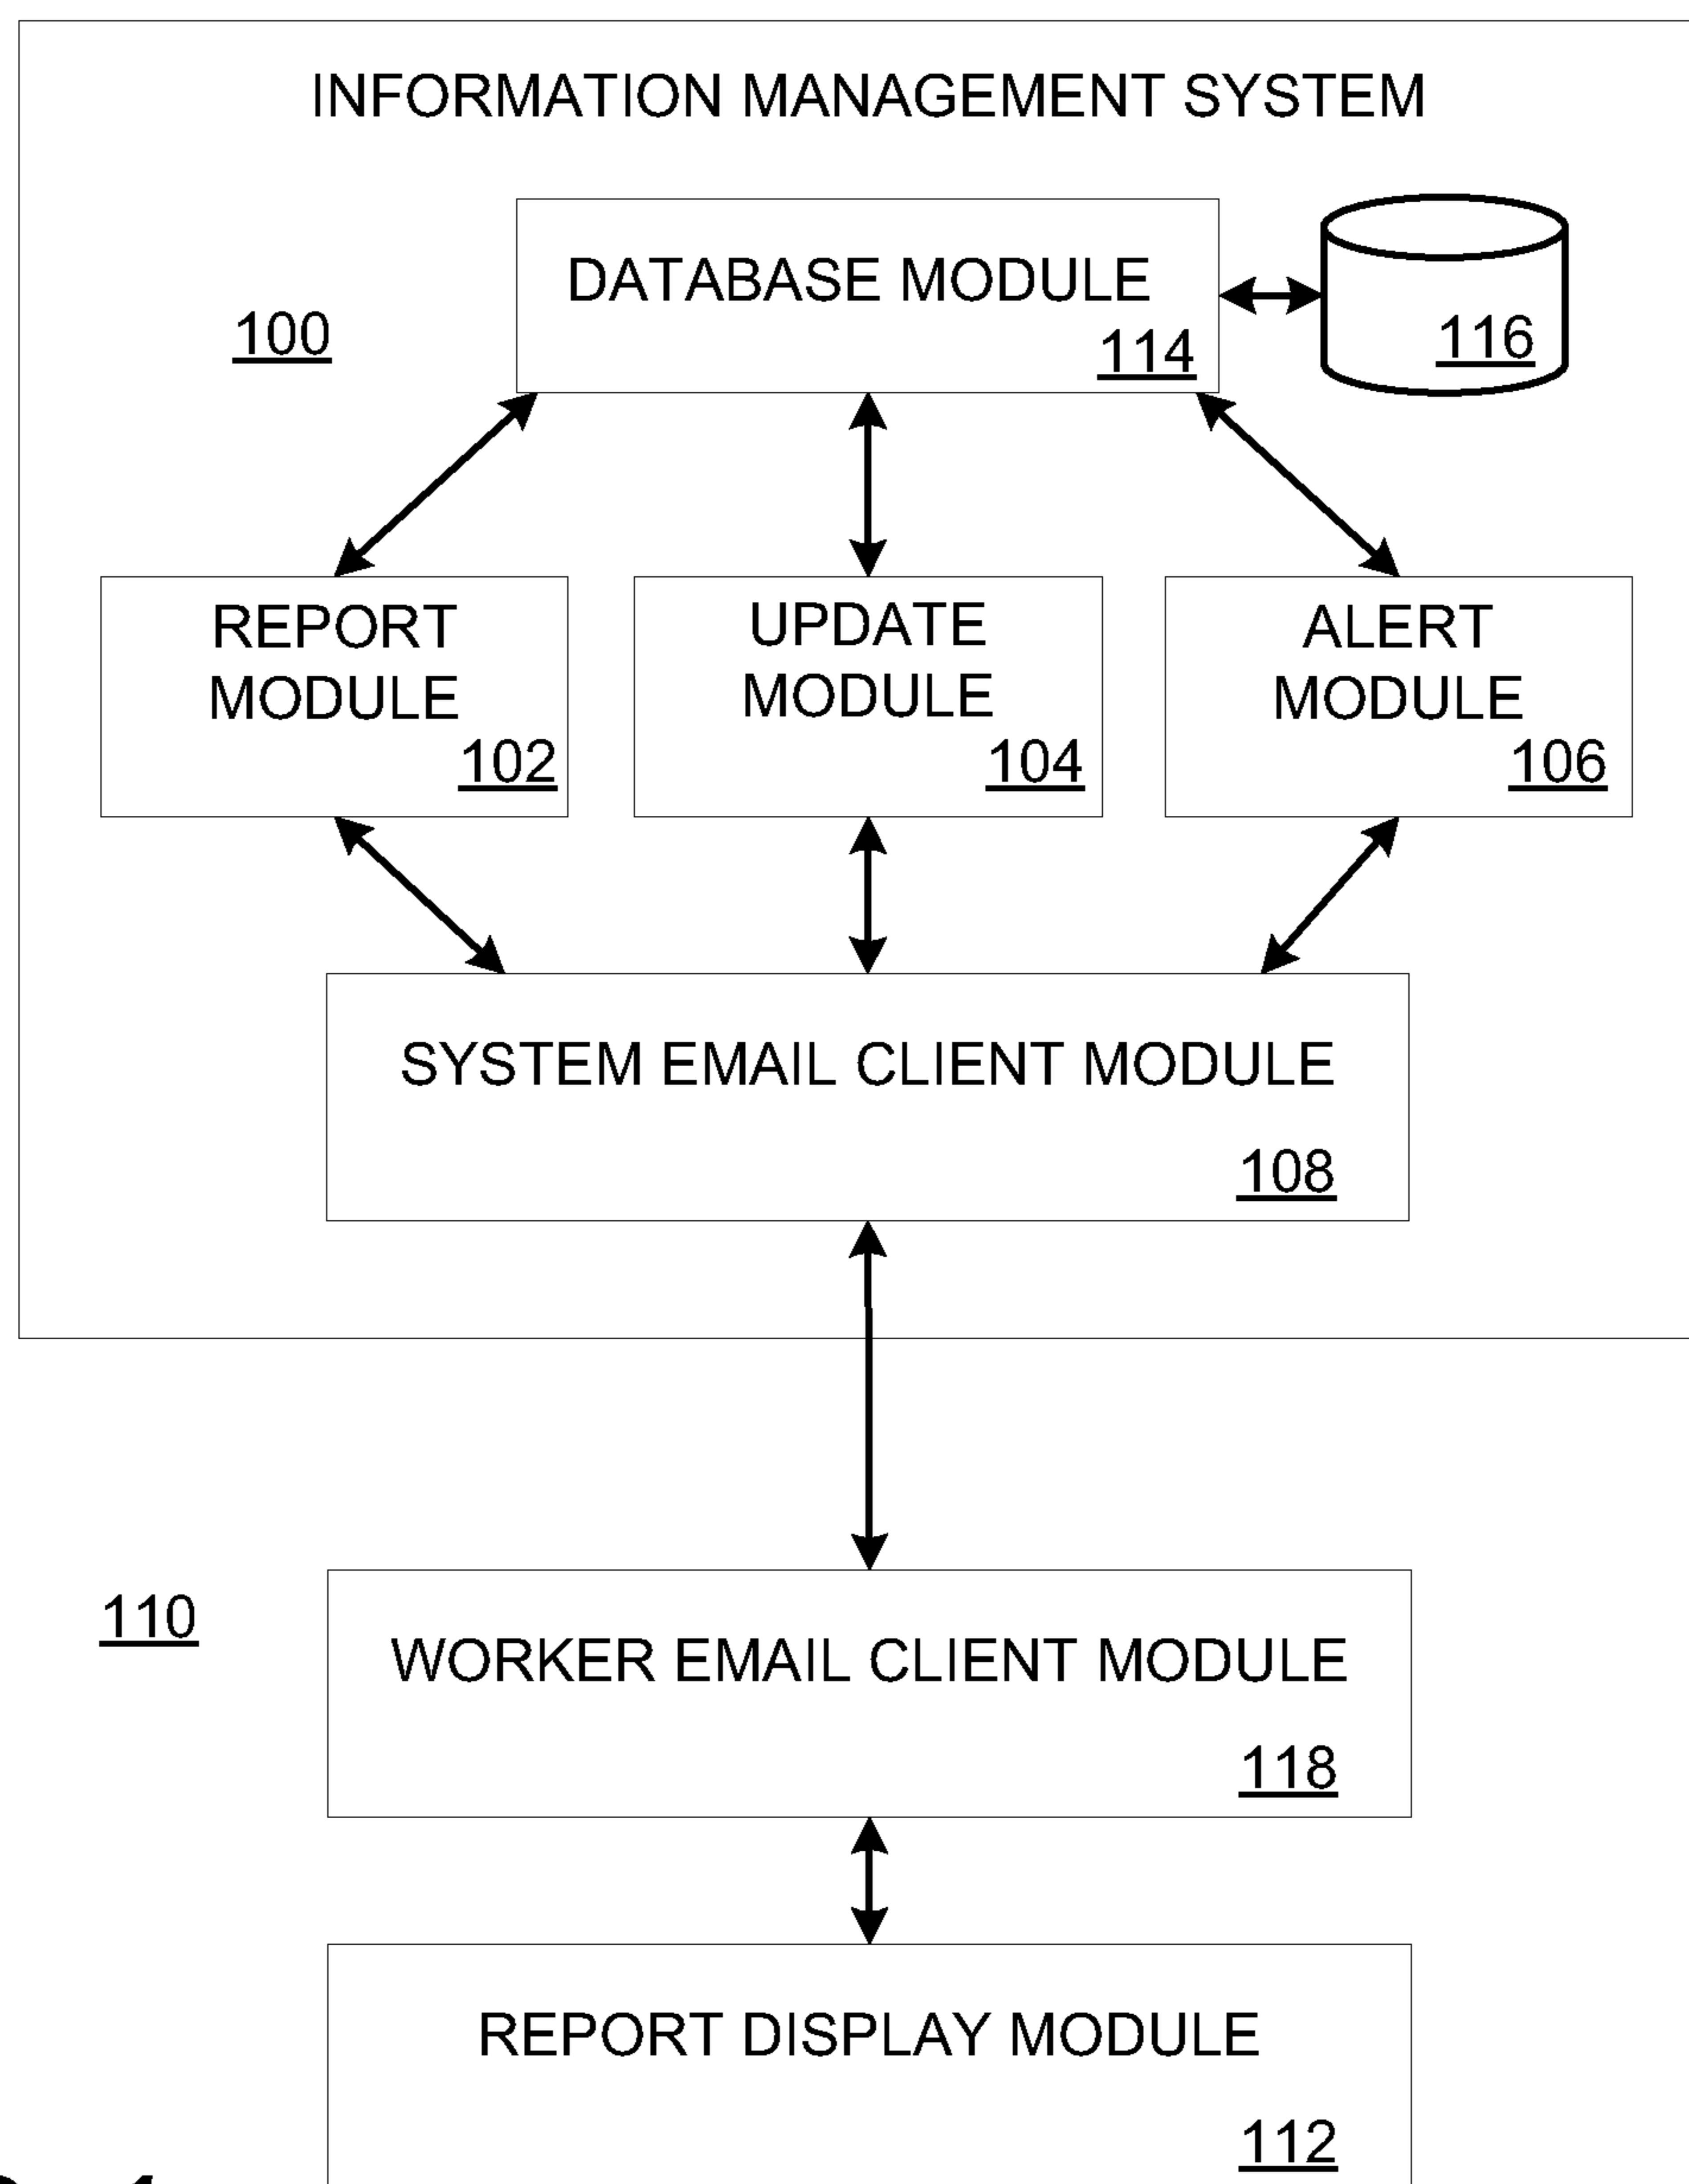 INFORMATION MANAGEMENT SYSTEM
DATABASE MODULE
114
116
100
REPORT
MODULE
102
UPDATE
MODULE
104
ALERT
MODULE
106
SYSTEM EMAIL CLIENT MODULE
108
110
WORKER EMAIL CLIENT MODULE
118
REPORT DISPLAY MODULE
112